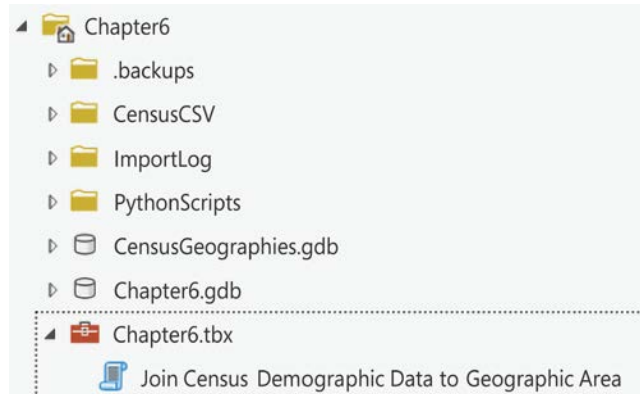 Chapter6
.backups
CensusCSV
ImportLog
PythonScripts
CensusGeographies.gdb
Chapter6.gdb
Chapter6.tbx
Join Census Demographic Data to Geographic Area